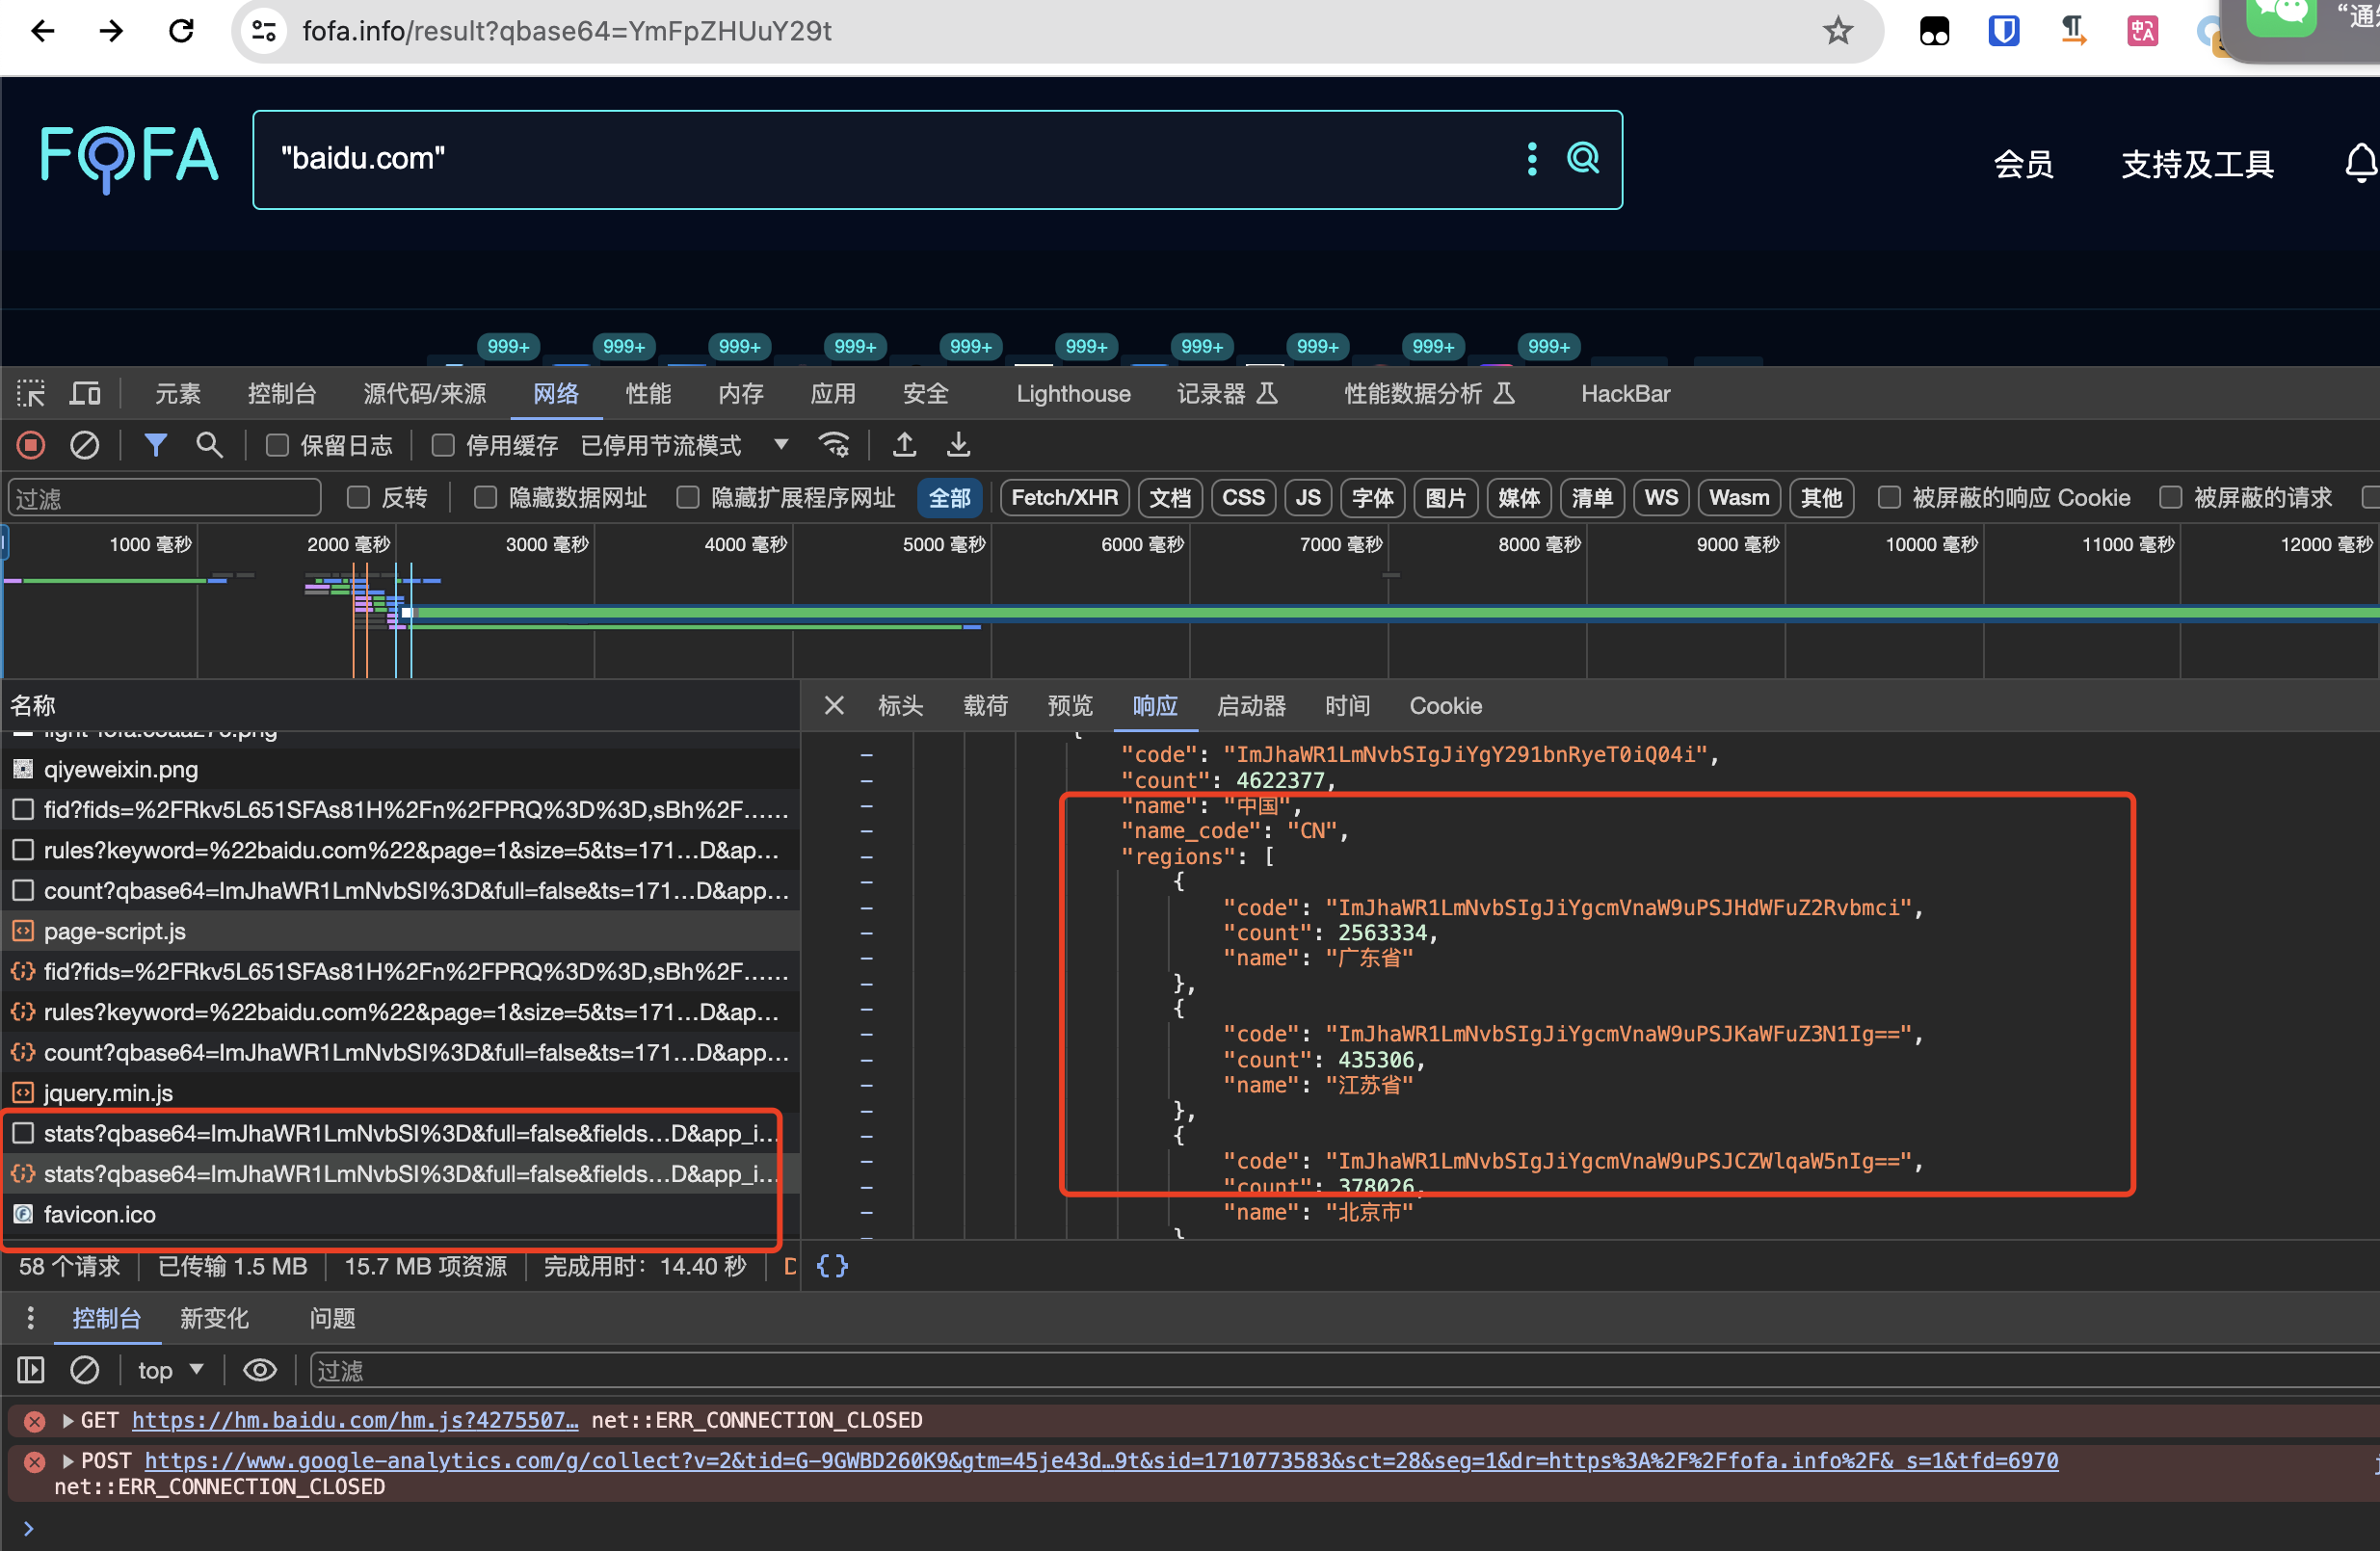 fofa.info/result?qbase64=YmFpZHUuY29t
FOFA
"baidu.com"
会员
支持及工具
999+ 999+ 999+ 999+ 999+ 999+ 999+ 999+ 999+ 999+
元素 控制台 源代码/来源 网络 性能 内存 应用 安全 Lighthouse 记录器 性能数据分析 HackBar
保留日志 停用缓存 已停用节流模式
过滤 反转 隐藏数据网址 隐藏扩展程序网址 全部 Fetch/XHR 文档 CSS JS 字体 图片 媒体 清单 WS Wasm 其他 被屏蔽的响应 Cookie 被屏蔽的请求
1000 毫秒 2000 毫秒 3000 毫秒 4000 毫秒 5000 毫秒 6000 毫秒 7000 毫秒 8000 毫秒 9000 毫秒 10000 毫秒 11000 毫秒 12000 毫秒
名称
qiyeweixin.png
fid?fids=%2FRkv5L651SFAs81H%2Fn%2FPRQ%3D%3D,sBh%2F......
rules?keyword=%22baidu.com%22&page=1&size=5&ts=171...D&ap...
count?qbase64=ImJhaWR1LmNvbSI%3D&full=false&ts=171...D&app...
page-script.js
fid?fids=%2FRkv5L651SFAs81H%2Fn%2FPRQ%3D%3D,sBh%2F......
rules?keyword=%22baidu.com%22&page=1&size=5&ts=171...D&ap...
count?qbase64=ImJhaWR1LmNvbSI%3D&full=false&ts=171...D&app...
jquery.min.js
stats?qbase64=ImJhaWR1LmNvbSI%3D&full=false&fields...D&app_i...
stats?qbase64=ImJhaWR1LmNvbSI%3D&full=false&fields...D&app_i...
favicon.ico
58 个请求 已传输 1.5 MB 15.7 MB 项资源 完成用时：14.40 秒 D
标头 载荷 预览 响应 启动器 时间 Cookie
{
"code": "ImJhaWR1LmNvbSIgJiYgY291bnRyeT0iQ04i",
"count": 4622377,
"name": "中国",
"name_code": "CN",
"regions": [
{
"code": "ImJhaWR1LmNvbSIgJiYgcmVnaW9uPSJHdWFuZ2Rvbmci",
"count": 2563334,
"name": "广东省"
},
{
"code": "ImJhaWR1LmNvbSIgJiYgcmVnaW9uPSJKaWFuZ3N1Ig==",
"count": 435306,
"name": "江苏省"
},
{
"code": "ImJhaWR1LmNvbSIgJiYgcmVnaW9uPSJCZWlqaW5nIg==",
"count": 378026,
"name": "北京市"
}
{}
控制台 新变化 问题
top 过滤
GET https://hm.baidu.com/hm.js?4275507… net::ERR_CONNECTION_CLOSED
POST https://www.google-analytics.com/g/collect?v=2&tid=G-9GWBD260K9&gtm=45je43d…9t&sid=1710773583&sct=28&seg=1&dr=https%3A%2F%2Ffofa.info%2F&_s=1&tfd=6970
net::ERR_CONNECTION_CLOSED